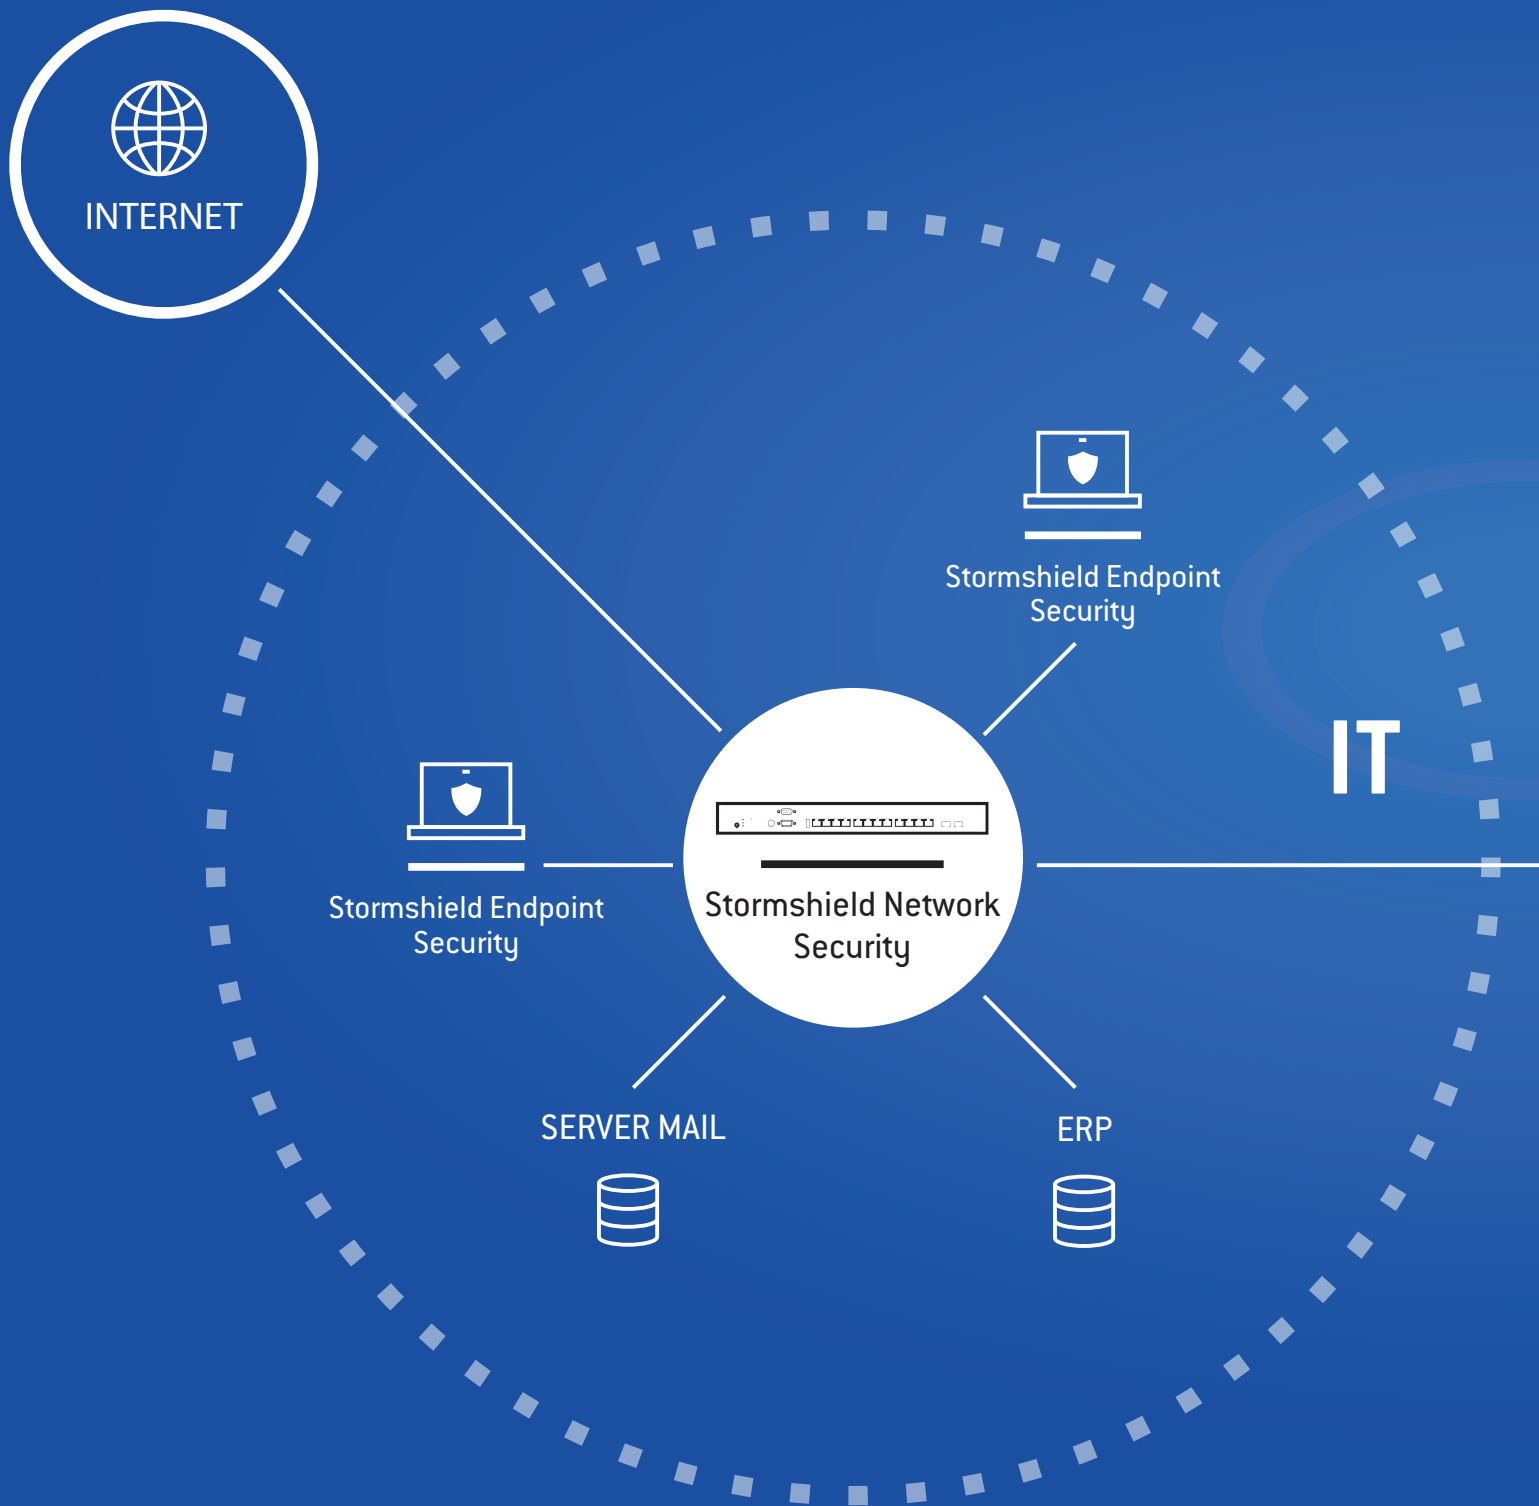 INTERNET
Stormshield Endpoint
Security
IT
Stormshield Endpoint
Security
Stormshield Network
Security
SERVER MAIL
ERP